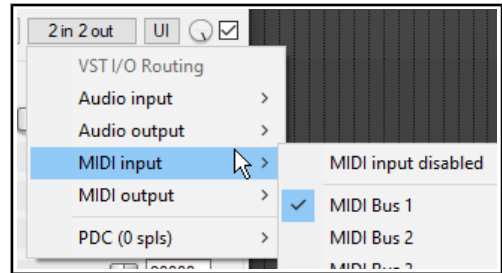 2 in 2 out UI
VST I/O Routing
Audio input
Audio output
MIDI input
MIDI input disabled
MIDI output
MIDI Bus 1
PDC (0 spls)
MIDI Bus 2